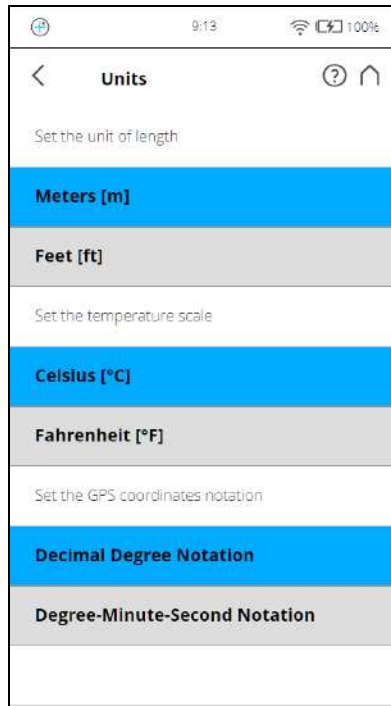 9:13
100%
Units
Set the unit of length
Meters [m]
Feet [ft]
Set the temperature scale
Celsius [°C]
Fahrenheit [°F]
Set the GPS coordinates notation
Decimal Degree Notation
Degree-Minute-Second Notation